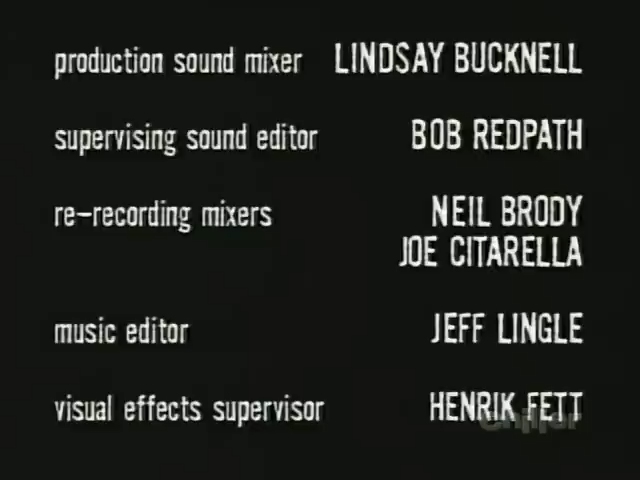 production sound mixer LINDSAY BUCKNELL
supervising sound editor BOB REDPATH
re-recording mixers NEIL BRODY
JOE CITARELLA
music editor JEFF LINGLE
visual effects supervisor HENRIK FETT
chiller